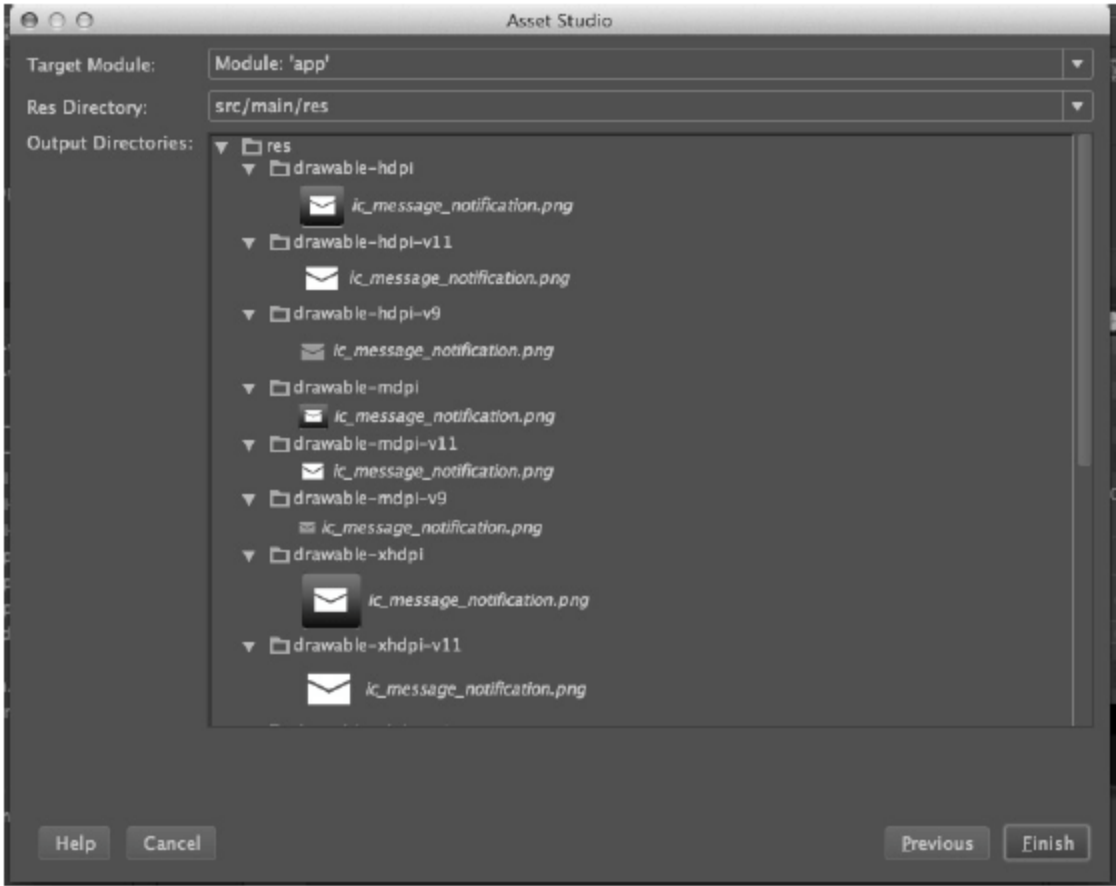 Asset Studio
Target Module: Module: 'app'
Res Directory: src/main/res
Output Directories: res
drawable-hdpi
ic_message_notification.png
drawable-hdpi-v11
ic_message_notification.png
drawable-hdpi-v9
ic_message_notification.png
drawable-mdpi
ic_message_notification.png
drawable-mdpi-v11
ic_message_notification.png
drawable-mdpi-v9
ic_message_notification.png
drawable-xhdpi
ic_message_notification.png
drawable-xhdpi-v11
ic_message_notification.png
Help Cancel Previous Finish